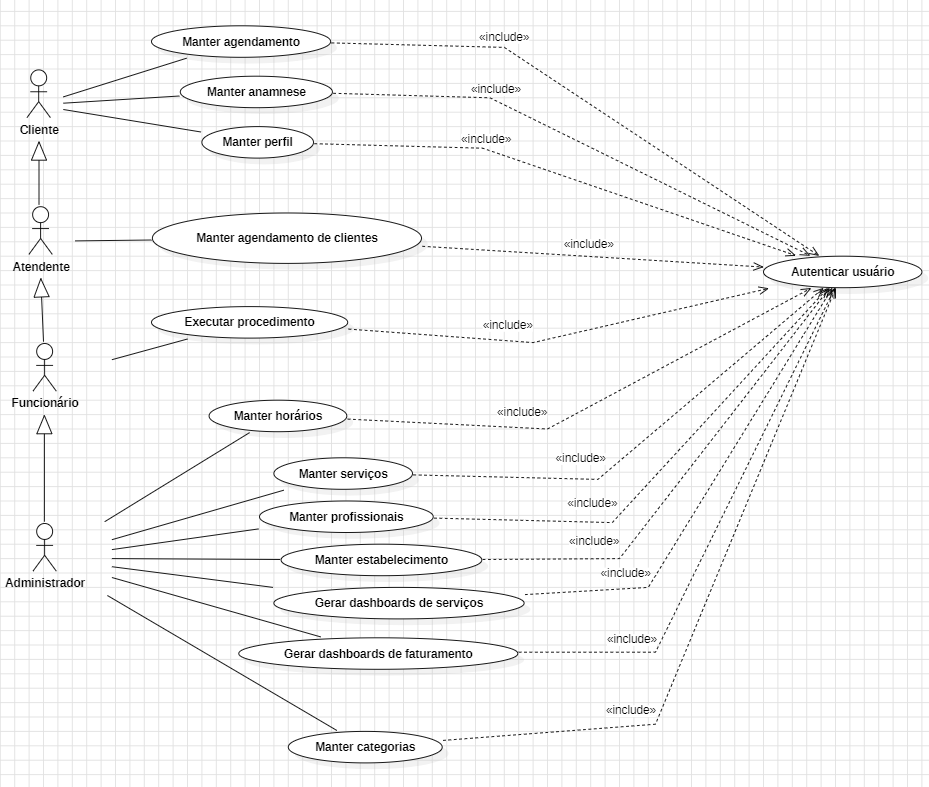 Manter agendamento
«include»
Manter anamnese
«include»
Cliente
Manter perfil
«include»
Manter agendamento de clientes
«include»
Atendente
Autenticar usuário
Executar procedimento
«include»
Funcionário
Manter horários
«include»
Manter serviços
«include»
Manter profissionais
«include»
Manter estabelecimento
«include»
Administrador
Gerar dashboards de serviços
«include»
Gerar dashboards de faturamento
«include»
Manter categorias
«include»